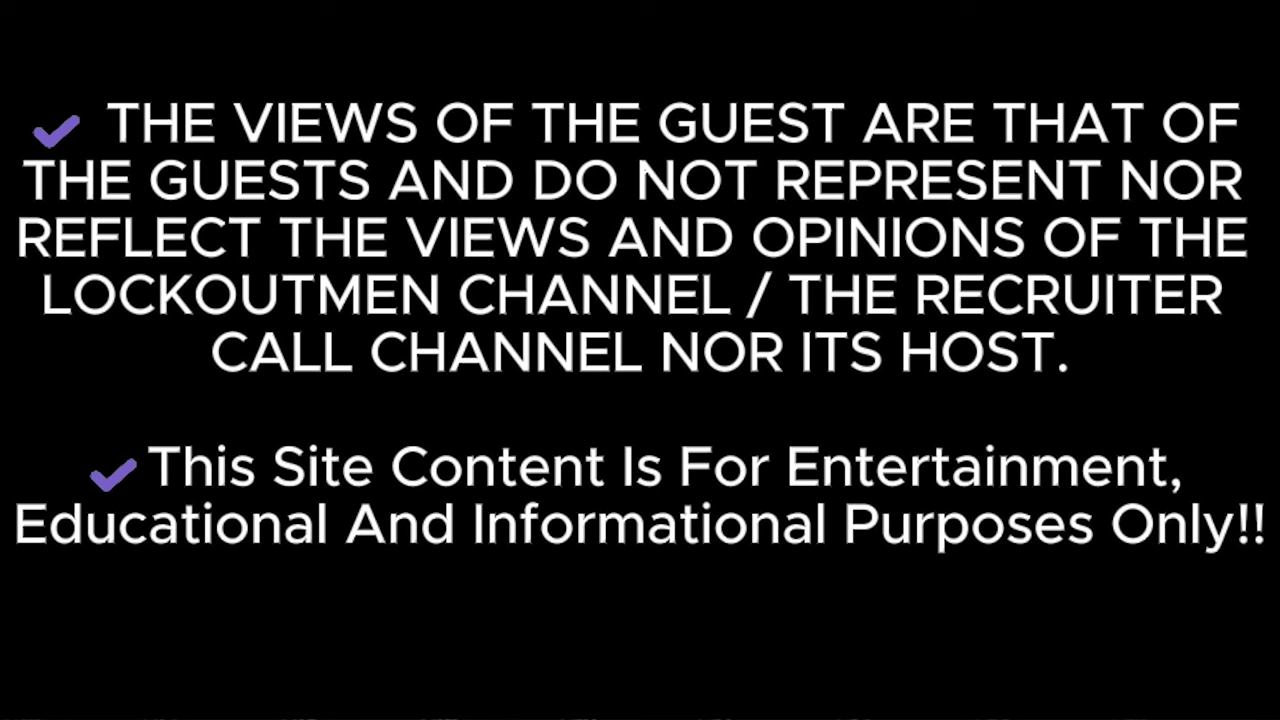 ✔ THE VIEWS OF THE GUEST ARE THAT OF
THE GUESTS AND DO NOT REPRESENT NOR
REFLECT THE VIEWS AND OPINIONS OF THE
LOCKOUTMEN CHANNEL / THE RECRUITER
CALL CHANNEL NOR ITS HOST.
✔ This Site Content Is For Entertainment,
Educational And Informational Purposes Only!!